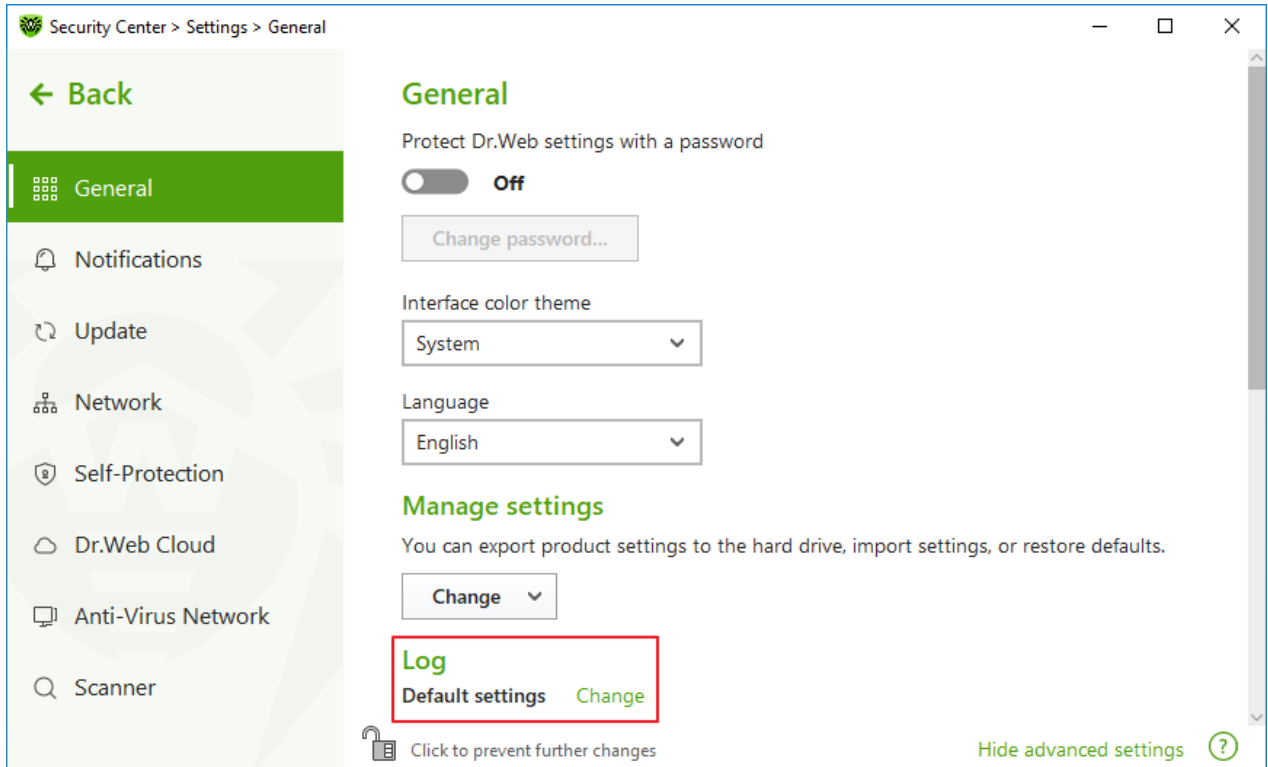 Security Center > Settings > General
Back
General
Notifications
Update
Network
Self-Protection
Dr.Web Cloud
Anti-Virus Network
Scanner
General
Protect Dr.Web settings with a password
Off
Change password...
Interface color theme
System
Language
English
Manage settings
You can export product settings to the hard drive, import settings, or restore defaults.
Change
Log
Default settings Change
Click to prevent further changes
Hide advanced settings ?